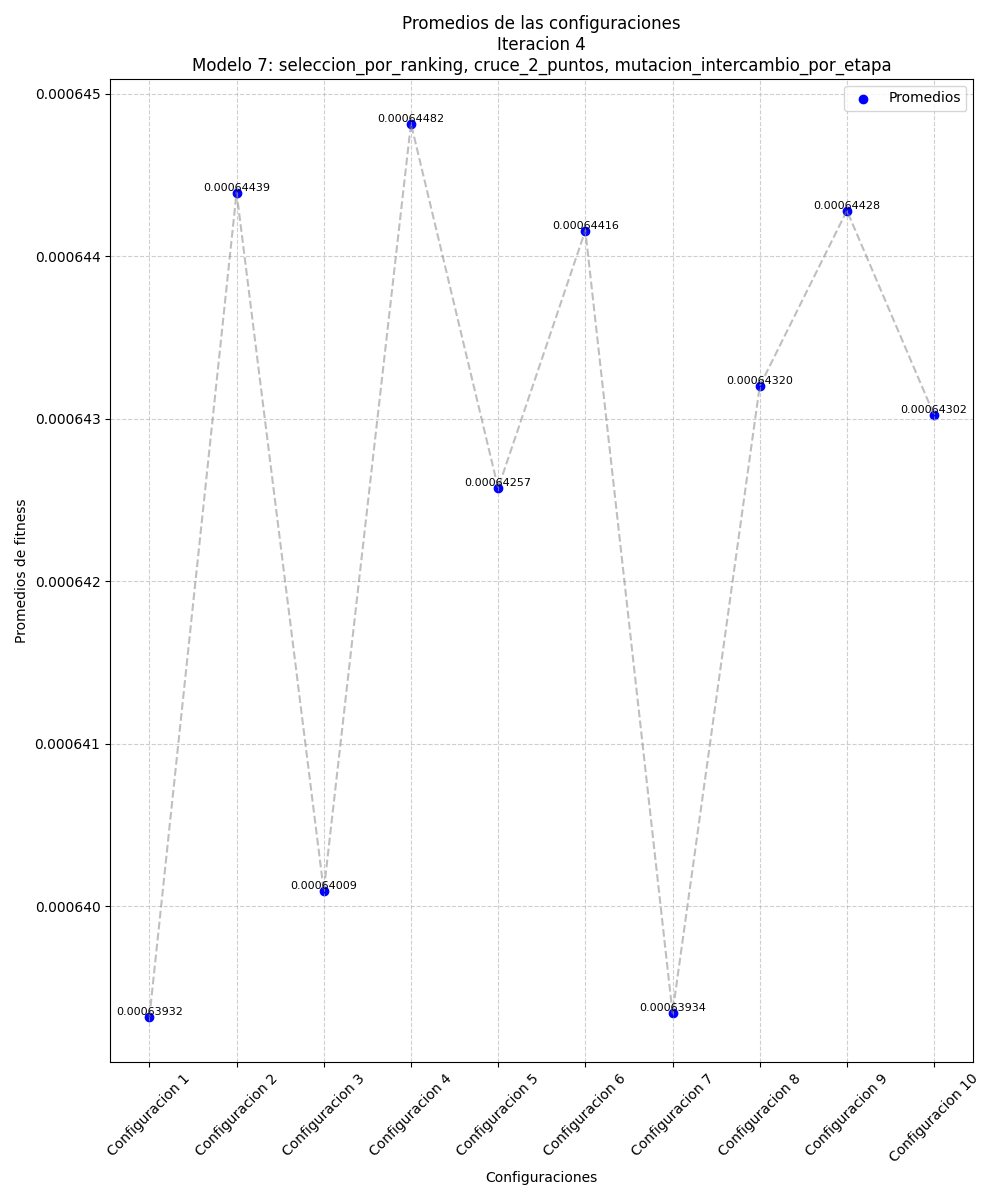 Promedios de las configuraciones
Iteracion 4
Modelo 7: seleccion_por_ranking, cruce_2_puntos, mutacion_intercambio_por_etapa
Promedios
0.000645
0.000644
0.000643
0.000642
0.000641
0.000640
Promedios de fitness
0.00063932
0.00064439
0.00064009
0.00064482
0.00064257
0.00064416
0.00063934
0.00064320
0.00064428
0.00064302
Configuracion 1
Configuracion 2
Configuracion 3
Configuracion 4
Configuracion 5
Configuracion 6
Configuracion 7
Configuracion 8
Configuracion 9
Configuracion 10
Configuraciones